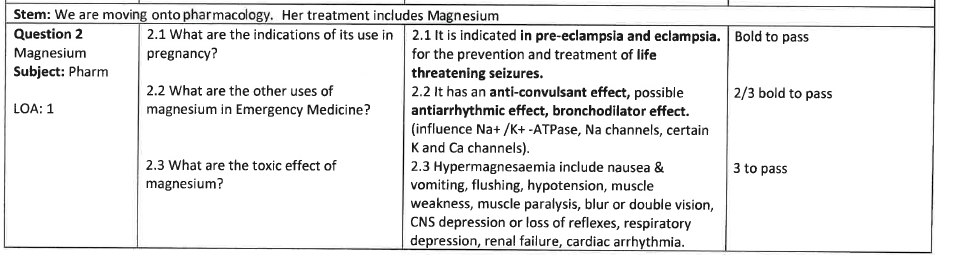 Stem: We are moving onto pharmacology. Her treatment includes Magnesium
Question 2
Magnesium
Subject: Pharm
LOA: 1
2.1 What are the indications of its use in
pregnancy?
2.2 What are the other uses of
magnesium in Emergency Medicine?
2.3 What are the toxic effect of
magnesium?
2.1 It is indicated in pre-eclampsia and eclampsia.
for the prevention and treatment of life
threatening seizures.
2.2 It has an anti-convulsant effect, possible
antiarrhythmic effect, bronchodilator effect.
(influence Na+ /K+ -ATPase, Na channels, certain
K and Ca channels).
2.3 Hypermagnesaemia include nausea &
vomiting, flushing, hypotension, muscle
weakness, muscle paralysis, blur or double vision,
CNS depression or loss of reflexes, respiratory
depression, renal failure, cardiac arrhythmia.
Bold to pass
2/3 bold to pass
3 to pass